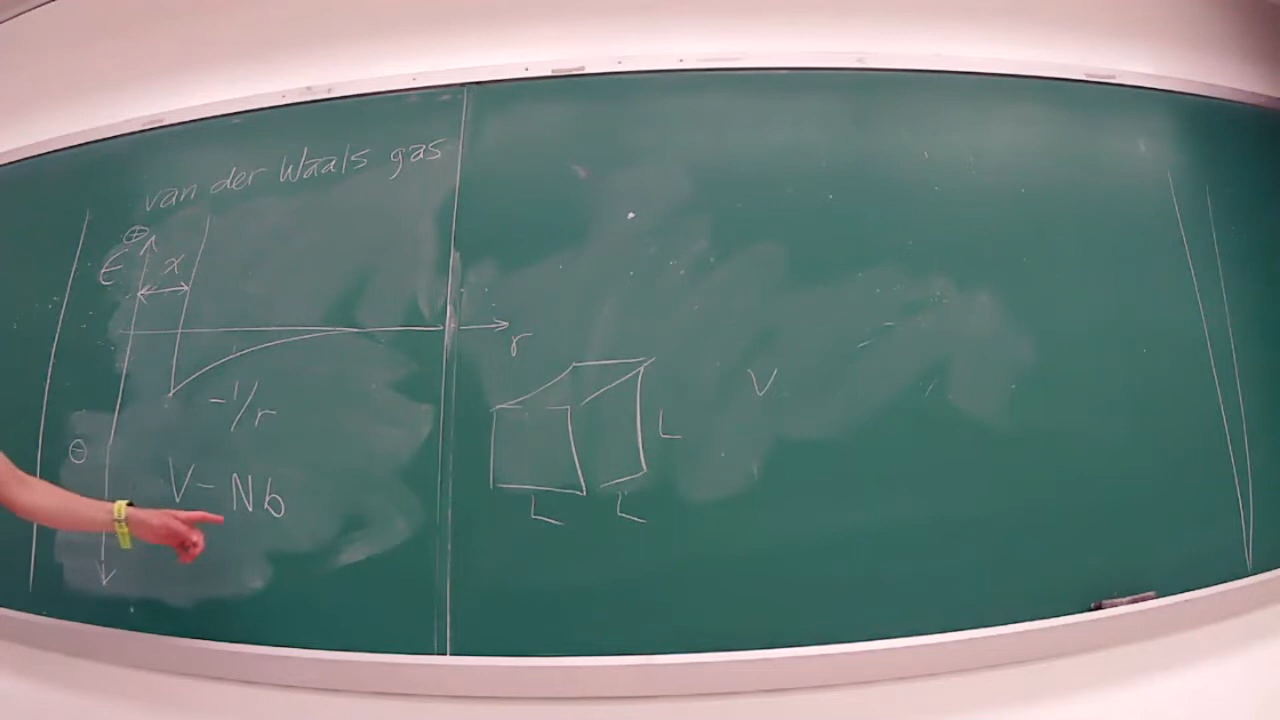 van der Waals gas
⊕
ϵ
x
r
-1/r
⊖
V - Nb
L
L
L
V